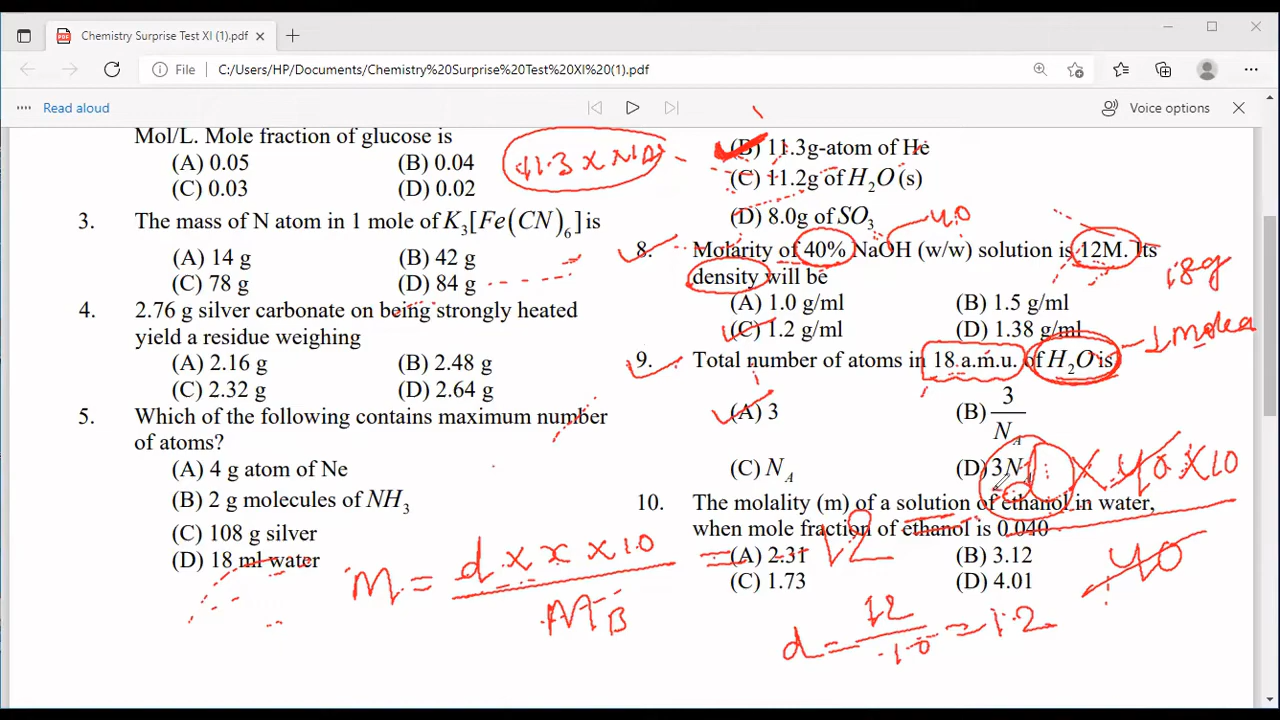 Chemistry Surprise Test XI (1).pdf
File C:/Users/HP/Documents/Chemistry%20Surprise%20Test%20XI%20(1).pdf
Read aloud
Voice options
Mol/L. Mole fraction of glucose is
(A) 0.05 (B) 0.04
(C) 0.03 (D) 0.02
3. The mass of N atom in 1 mole of K₃[Fe(CN)₆] is
(A) 14 g (B) 42 g
(C) 78 g (D) 84 g
4. 2.76 g silver carbonate on being strongly heated
yield a residue weighing
(A) 2.16 g (B) 2.48 g
(C) 2.32 g (D) 2.64 g
5. Which of the following contains maximum number
of atoms?
(A) 4 g atom of Ne
(B) 2 g molecules of NH₃
(C) 108 g silver
(D) 18 ml water
11.3 × NA
M = d × x × 10 / MB
(B) 11.3g-atom of He
(C) 11.2g of H₂O (s)
(D) 8.0g of SO₃
40
8. Molarity of 40% NaOH (w/w) solution is 12M. Its
density will be
(A) 1.0 g/ml (B) 1.5 g/ml
(C) 1.2 g/ml (D) 1.38 g/ml
18g
9. Total number of atoms in 18 a.m.u. of H₂O is
(A) 3 (B) 3/N_A
(C) N_A (D) 3N_A
10. The molality (m) of a solution of ethanol in water,
when mole fraction of ethanol is 0.040
(A) 2.31 (B) 3.12
(C) 1.73 (D) 4.01
= 12 = d × 40 × 10 / 40
d = 12 / 10 = 1.2